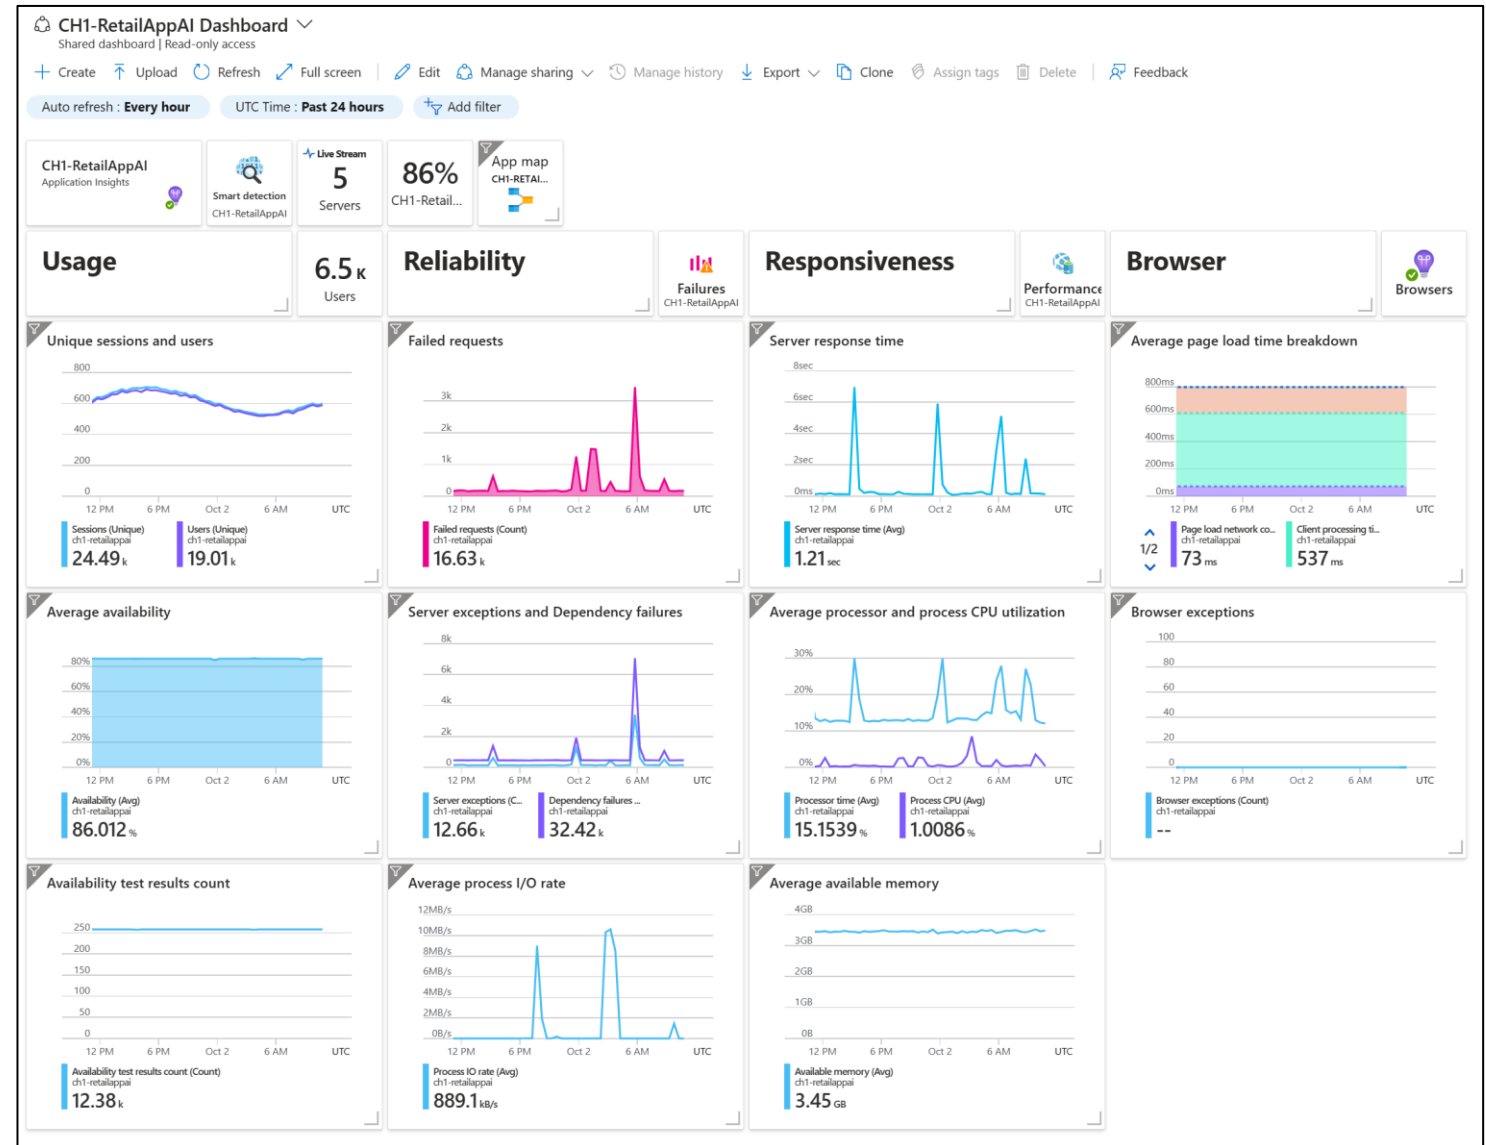 CH1-RetailAppAI Dashboard
Shared dashboard | Read-only access
Create Upload Refresh Full screen Edit Manage sharing Manage history Export Clone Assign tags Delete Feedback
Auto refresh : Every hour UTC Time : Past 24 hours Add filter
CH1-RetailAppAI
Application Insights
Smart detection
CH1-RetailAppAI
Live Stream
5
Servers
86%
CH1-Retail...
App map
CH1-RETAI...
Usage
6.5 K
Users
Reliability
Failures
CH1-RetailAppAI
Responsiveness
Performance
CH1-RetailAppAI
Browser
Browsers
Unique sessions and users
800
600
400
200
0
12 PM 6 PM Oct 2 6 AM UTC
Sessions (Unique)
ch1-retailappai
24.49 k
Users (Unique)
ch1-retailappai
19.01 k
Failed requests
3k
2k
1k
0
12 PM 6 PM Oct 2 6 AM UTC
Failed requests (Count)
ch1-retailappai
16.63 k
Server response time
8sec
6sec
4sec
2sec
0ms
12 PM 6 PM Oct 2 6 AM UTC
Server response time (Avg)
ch1-retailappai
1.21 sec
Average page load time breakdown
800ms
600ms
400ms
200ms
0ms
12 PM 6 PM Oct 2 6 AM UTC
1/2
Page load network co...
ch1-retailappai
73 ms
Client processing ti...
ch1-retailappai
537 ms
Average availability
80%
60%
40%
20%
0%
12 PM 6 PM Oct 2 6 AM UTC
Availability (Avg)
ch1-retailappai
86.012 %
Server exceptions and Dependency failures
8k
6k
4k
2k
0
12 PM 6 PM Oct 2 6 AM UTC
Server exceptions (C...
ch1-retailappai
12.66 k
Dependency failures ...
ch1-retailappai
32.42 k
Average processor and process CPU utilization
30%
20%
10%
0%
12 PM 6 PM Oct 2 6 AM UTC
Processor time (Avg)
ch1-retailappai
15.1539 %
Process CPU (Avg)
ch1-retailappai
1.0086 %
Browser exceptions
100
80
60
40
20
0
12 PM 6 PM Oct 2 6 AM UTC
Browser exceptions (Count)
ch1-retailappai
--
Availability test results count
250
200
150
100
50
0
12 PM 6 PM Oct 2 6 AM UTC
Availability test results count (Count)
ch1-retailappai
12.38 k
Average process I/O rate
12MB/s
10MB/s
8MB/s
6MB/s
4MB/s
2MB/s
0B/s
12 PM 6 PM Oct 2 6 AM UTC
Process IO rate (Avg)
ch1-retailappai
889.1 kB/s
Average available memory
4GB
3GB
2GB
1GB
0B
12 PM 6 PM Oct 2 6 AM UTC
Available memory (Avg)
ch1-retailappai
3.45 GB